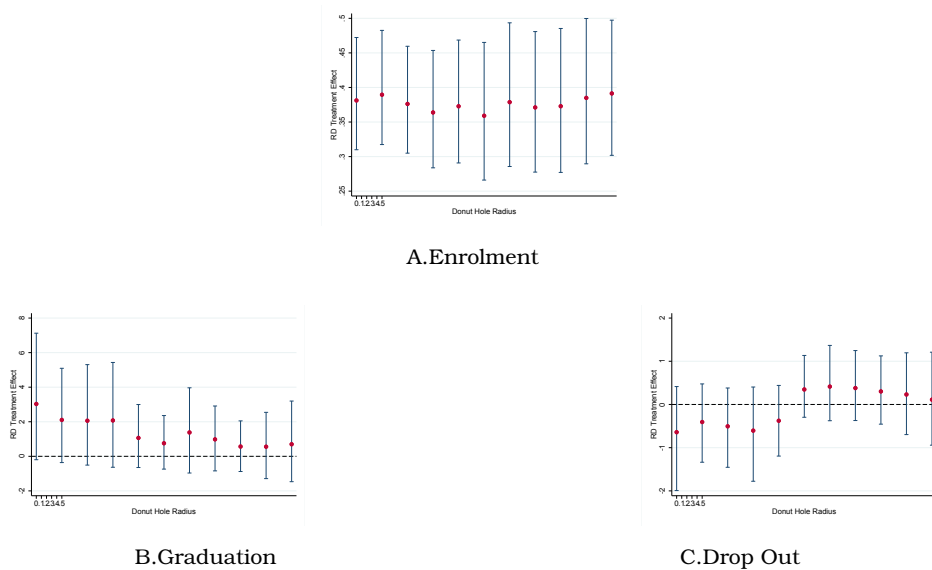 .5
.45
.4
.35
.3
.25
RD Treatment Effect
0.1.2.3.4.5
Donut Hole Radius
A.Enrolment
8
6
4
2
0
-2
RD Treatment Effect
0.1.2.3.4.5
Donut Hole Radius
B.Graduation
2
1
0
-1
-2
RD Treatment Effect
0.1.2.3.4.5
Donut Hole Radius
C.Drop Out